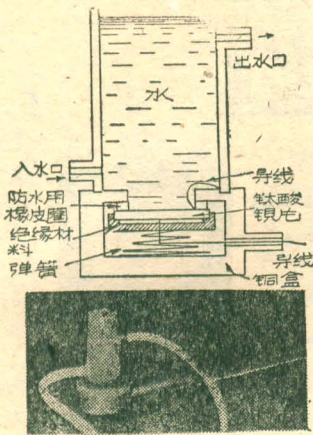 出水口
水
入水口
导线
防水用
橡皮圈
钛酸
钡片
绝缘材
料
弹簧
导线
铜盒